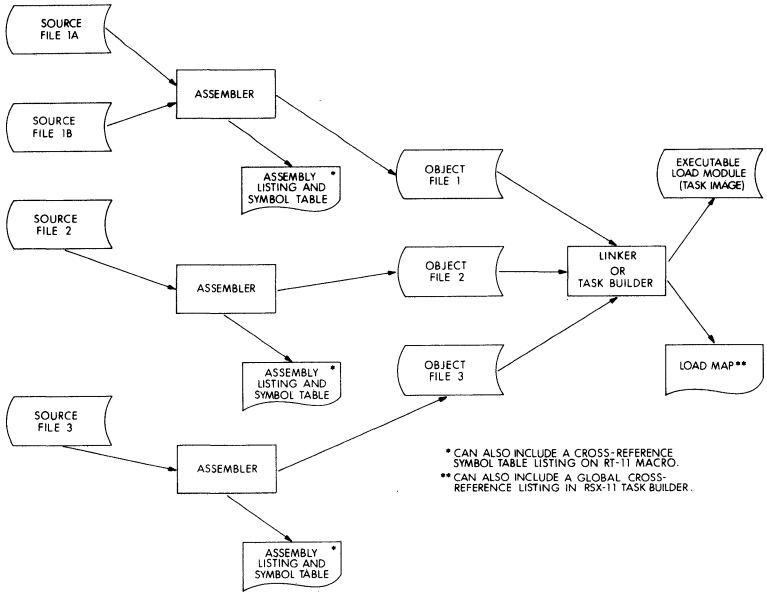 SOURCE
FILE 1A
SOURCE
FILE 1B
ASSEMBLER
ASSEMBLY *
LISTING AND
SYMBOL TABLE
OBJECT
FILE 1
EXECUTABLE
LOAD MODULE
(TASK IMAGE)
SOURCE
FILE 2
ASSEMBLER
ASSEMBLY *
LISTING AND
SYMBOL TABLE
OBJECT
FILE 2
LINKER
OR
TASK BUILDER
OBJECT
FILE 3
LOAD MAP**
SOURCE
FILE 3
ASSEMBLER
ASSEMBLY *
LISTING AND
SYMBOL TABLE
* CAN ALSO INCLUDE A CROSS-REFERENCE
SYMBOL TABLE LISTING ON RT-11 MACRO.
** CAN ALSO INCLUDE A GLOBAL CROSS-
REFERENCE LISTING IN RSX-11 TASK BUILDER.